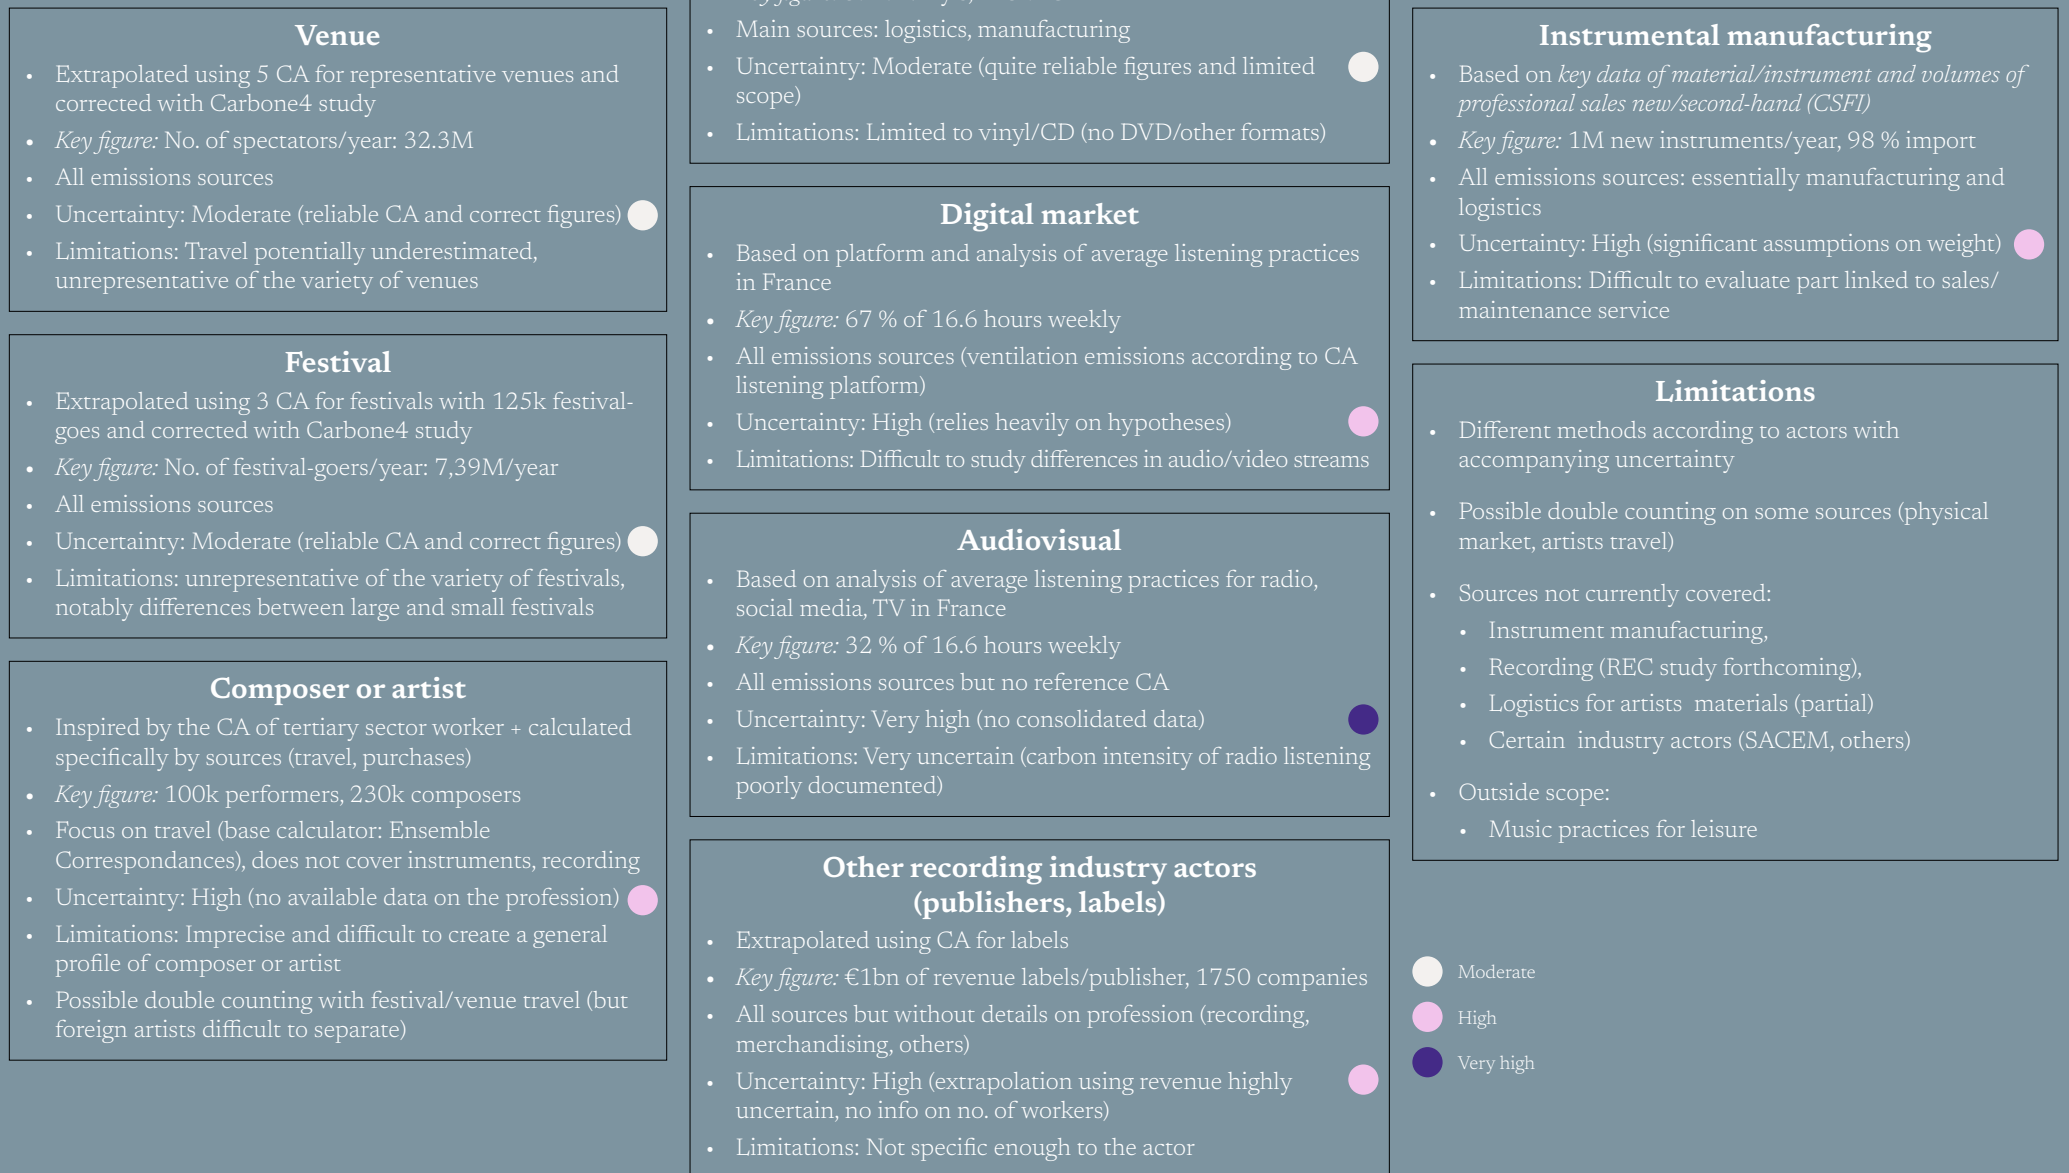 Venue
• Extrapolated using 5 CA for representative venues and
corrected with Carbone4 study
• Key figure: No. of spectators/year: 32.3M
• All emissions sources
• Uncertainty: Moderate (reliable CA and correct figures)
• Limitations: Travel potentially underestimated,
unrepresentative of the variety of venues
Festival
• Extrapolated using 3 CA for festivals with 125k festival-
goes and corrected with Carbone4 study
• Key figure: No. of festival-goers/year: 7,39M/year
• All emissions sources
• Uncertainty: Moderate (reliable CA and correct figures)
• Limitations: unrepresentative of the variety of festivals,
notably differences between large and small festivals
Composer or artist
• Inspired by the CA of tertiary sector worker + calculated
specifically by sources (travel, purchases)
• Key figure: 100k performers, 230k composers
• Focus on travel (base calculator: Ensemble
Correspondances), does not cover instruments, recording
• Uncertainty: High (no available data on the profession)
• Limitations: Imprecise and difficult to create a general
profile of composer or artist
• Possible double counting with festival/venue travel (but
foreign artists difficult to separate)
• Main sources: logistics, manufacturing
• Uncertainty: Moderate (quite reliable figures and limited
scope)
• Limitations: Limited to vinyl/CD (no DVD/other formats)
Digital market
• Based on platform and analysis of average listening practices
in France
• Key figure: 67 % of 16.6 hours weekly
• All emissions sources (ventilation emissions according to CA
listening platform)
• Uncertainty: High (relies heavily on hypotheses)
• Limitations: Difficult to study differences in audio/video streams
Audiovisual
• Based on analysis of average listening practices for radio,
social media, TV in France
• Key figure: 32 % of 16.6 hours weekly
• All emissions sources but no reference CA
• Uncertainty: Very high (no consolidated data)
• Limitations: Very uncertain (carbon intensity of radio listening
poorly documented)
Other recording industry actors
(publishers, labels)
• Extrapolated using CA for labels
• Key figure: €1bn of revenue labels/publisher, 1750 companies
• All sources but without details on profession (recording,
merchandising, others)
• Uncertainty: High (extrapolation using revenue highly
uncertain, no info on no. of workers)
• Limitations: Not specific enough to the actor
Instrumental manufacturing
• Based on key data of material/instrument and volumes of
professional sales new/second-hand (CSFI)
• Key figure: 1M new instruments/year, 98 % import
• All emissions sources: essentially manufacturing and
logistics
• Uncertainty: High (significant assumptions on weight)
• Limitations: Difficult to evaluate part linked to sales/
maintenance service
Limitations
• Different methods according to actors with
accompanying uncertainty
• Possible double counting on some sources (physical
market, artists travel)
• Sources not currently covered:
• Instrument manufacturing,
• Recording (REC study forthcoming),
• Logistics for artists materials (partial)
• Certain industry actors (SACEM, others)
• Outside scope:
• Music practices for leisure
Moderate
High
Very high